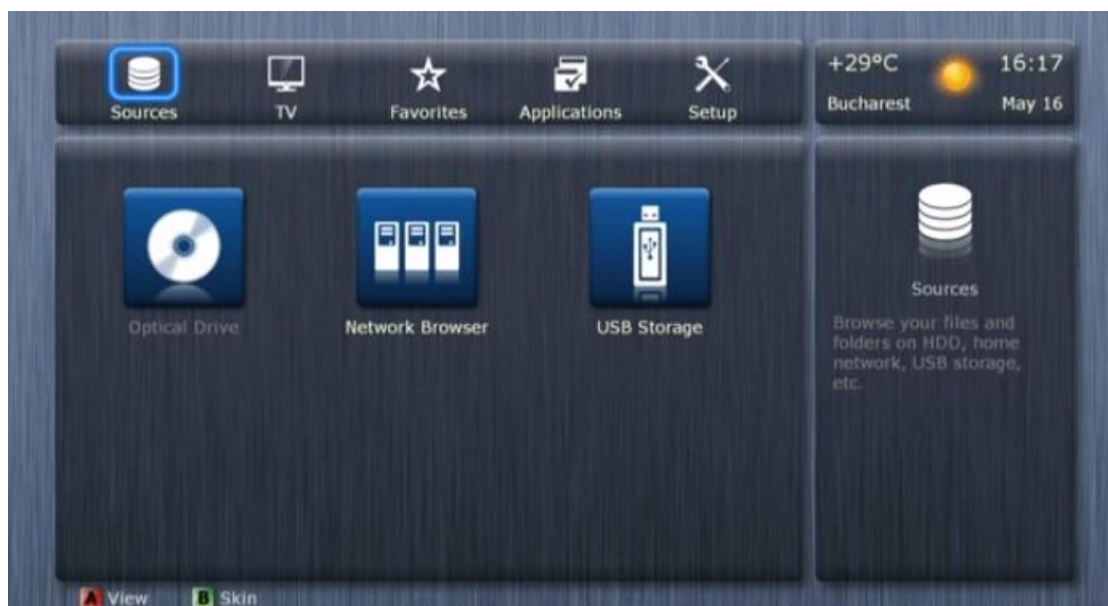 Sources
TV
Favorites
Applications
Setup
+29°C
16:17
Bucharest
May 16
Optical Drive
Network Browser
USB Storage
Sources
Browse your files and
folders on HDD, home
network, USB storage,
etc.
A View
B Skin